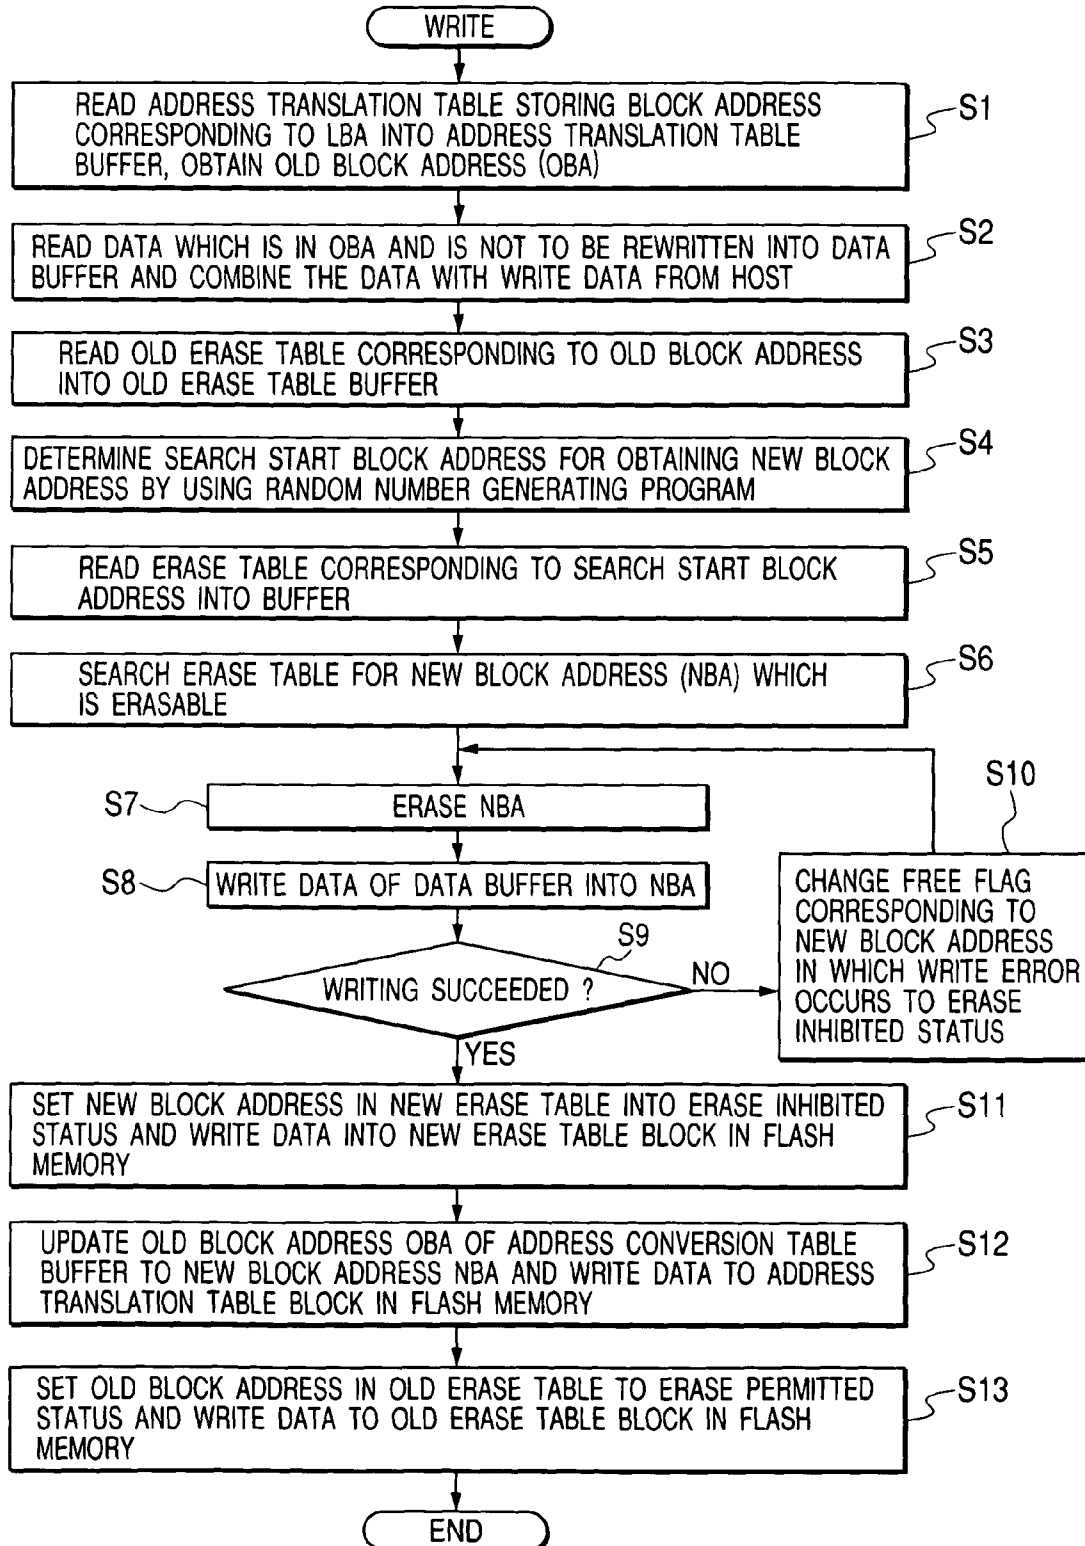 WRITE
READ ADDRESS TRANSLATION TABLE STORING BLOCK ADDRESS
CORRESPONDING TO LBA INTO ADDRESS TRANSLATION TABLE
BUFFER, OBTAIN OLD BLOCK ADDRESS (OBA)
S1
READ DATA WHICH IS IN OBA AND IS NOT TO BE REWRITTEN INTO DATA
BUFFER AND COMBINE THE DATA WITH WRITE DATA FROM HOST
S2
READ OLD ERASE TABLE CORRESPONDING TO OLD BLOCK ADDRESS
INTO OLD ERASE TABLE BUFFER
S3
DETERMINE SEARCH START BLOCK ADDRESS FOR OBTAINING NEW BLOCK
ADDRESS BY USING RANDOM NUMBER GENERATING PROGRAM
S4
READ ERASE TABLE CORRESPONDING TO SEARCH START BLOCK
ADDRESS INTO BUFFER
S5
SEARCH ERASE TABLE FOR NEW BLOCK ADDRESS (NBA) WHICH
IS ERASABLE
S6
S7
ERASE NBA
S8
WRITE DATA OF DATA BUFFER INTO NBA
S9
WRITING SUCCEEDED ?
NO
YES
S10
CHANGE FREE FLAG
CORRESPONDING TO
NEW BLOCK ADDRESS
IN WHICH WRITE ERROR
OCCURS TO ERASE
INHIBITED STATUS
SET NEW BLOCK ADDRESS IN NEW ERASE TABLE INTO ERASE INHIBITED
STATUS AND WRITE DATA INTO NEW ERASE TABLE BLOCK IN FLASH
MEMORY
S11
UPDATE OLD BLOCK ADDRESS OBA OF ADDRESS CONVERSION TABLE
BUFFER TO NEW BLOCK ADDRESS NBA AND WRITE DATA TO ADDRESS
TRANSLATION TABLE BLOCK IN FLASH MEMORY
S12
SET OLD BLOCK ADDRESS IN OLD ERASE TABLE TO ERASE PERMITTED
STATUS AND WRITE DATA TO OLD ERASE TABLE BLOCK IN FLASH
MEMORY
S13
END